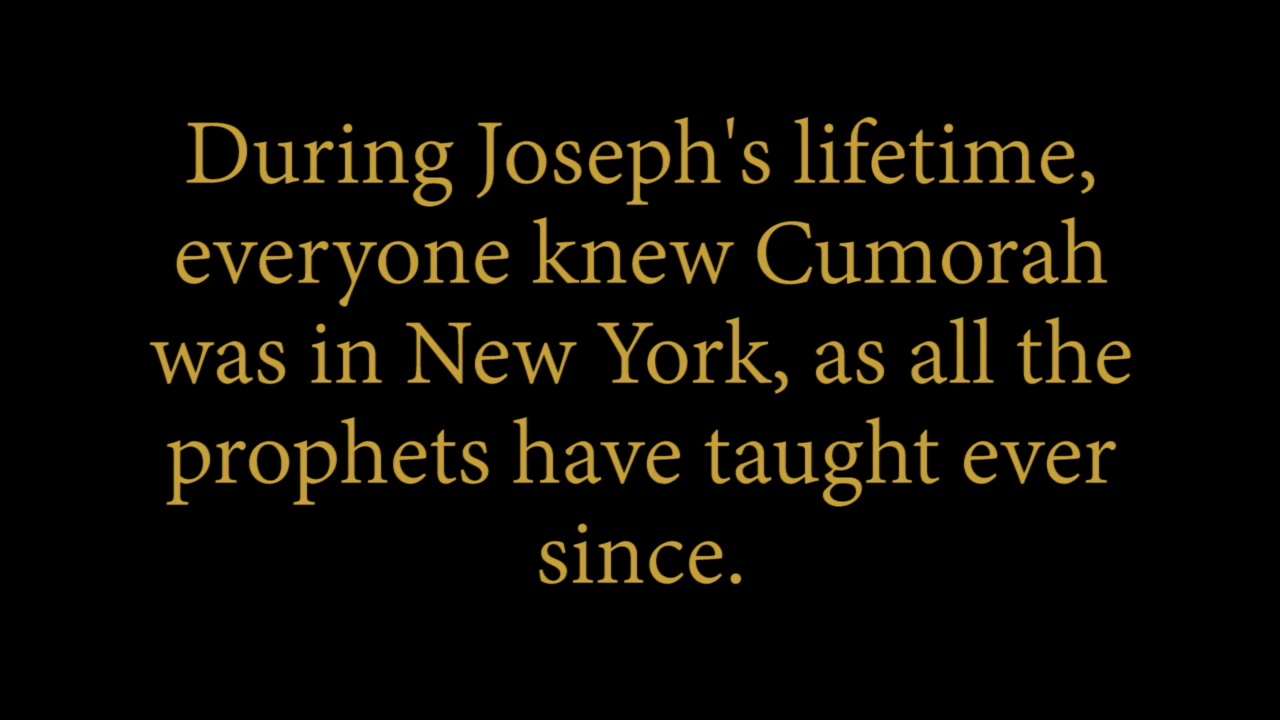 During Joseph's lifetime,
everyone knew Cumorah
was in New York, as all the
prophets have taught ever
since.